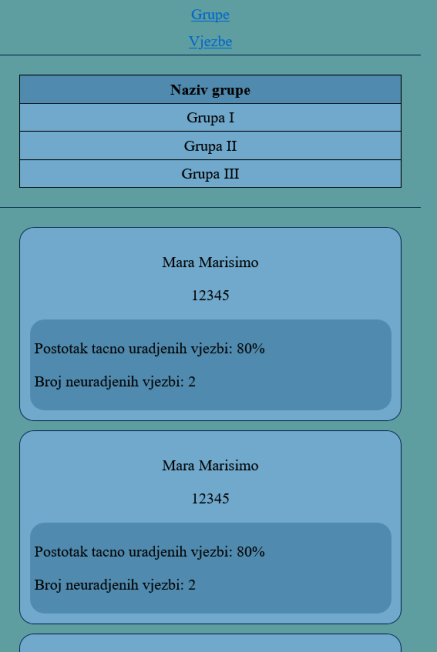 Grupe
Vjezbe
Naziv grupe
Grupa I
Grupa II
Grupa III
Mara Marisimo
12345
Postotak tacno uradjenih vjezbi: 80%
Broj neuradjenih vjezbi: 2
Mara Marisimo
12345
Postotak tacno uradjenih vjezbi: 80%
Broj neuradjenih vjezbi: 2